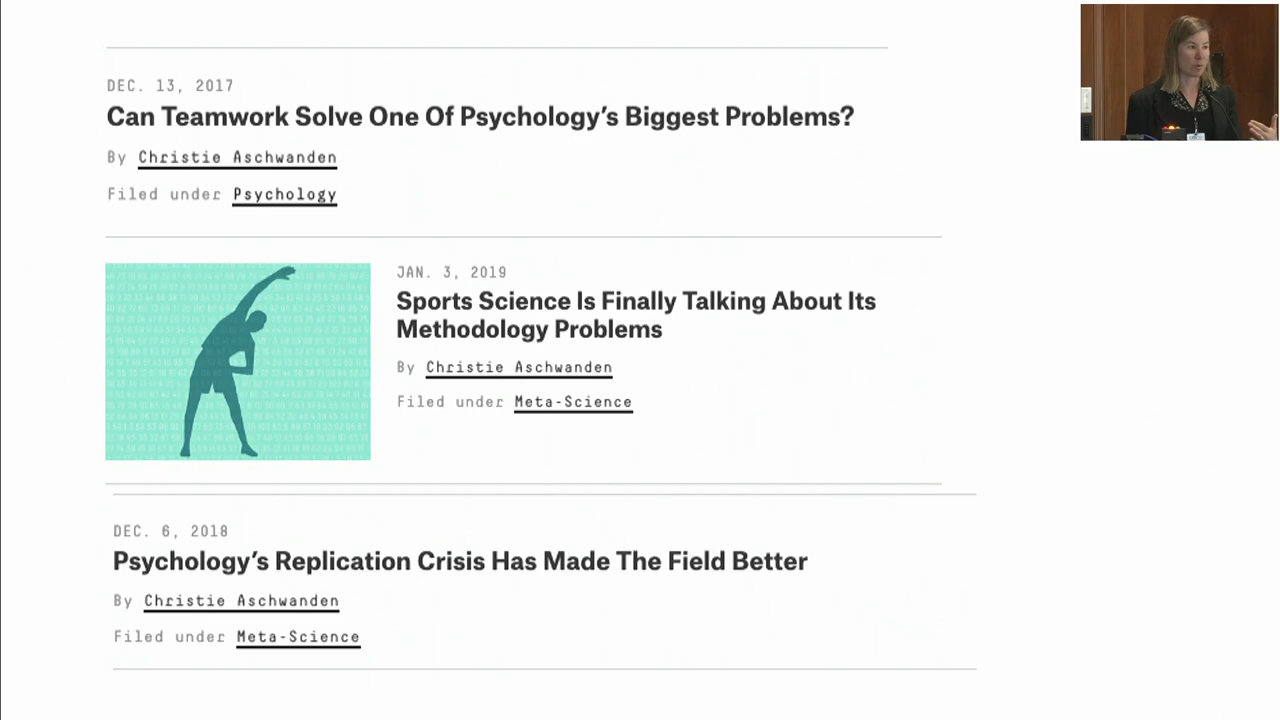 DEC. 13, 2017
Can Teamwork Solve One Of Psychology's Biggest Problems?
By Christie Aschwanden
Filed under Psychology
JAN. 3, 2019
Sports Science Is Finally Talking About Its
Methodology Problems
By Christie Aschwanden
Filed under Meta-Science
DEC. 6, 2018
Psychology's Replication Crisis Has Made The Field Better
By Christie Aschwanden
Filed under Meta-Science